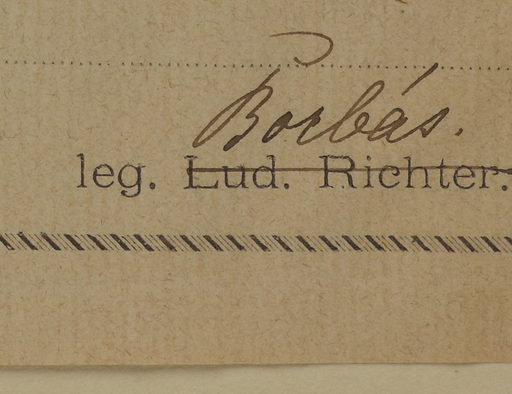 Borbás.
leg. Lud. Richter.